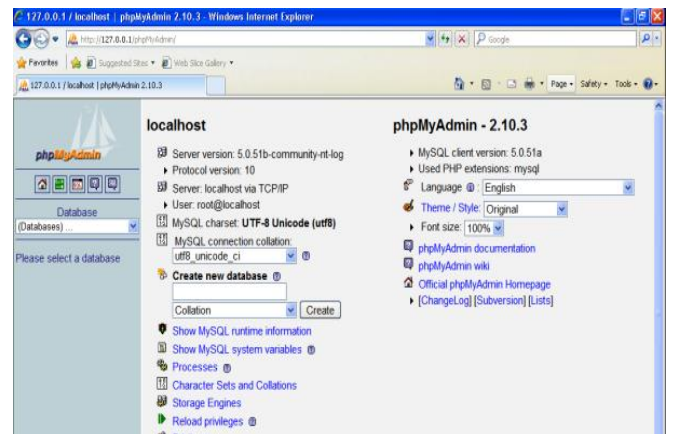 127.0.0.1 / localhost | phpMyAdmin 2.10.3 - Windows Internet Explorer
http://127.0.0.1/phpMyAdmin/
Google
Favorites Suggested Sites Web Slice Gallery
127.0.0.1 / localhost | phpMyAdmin 2.10.3
Page Safety Tools
phpMyAdmin
Database
(Databases) ...
Please select a database
localhost
Server version: 5.0.51b-community-nt-log
Protocol version: 10
Server: localhost via TCP/IP
User: root@localhost
MySQL charset: UTF-8 Unicode (utf8)
MySQL connection collation:
utf8_unicode_ci
Create new database
Collation Create
Show MySQL runtime information
Show MySQL system variables
Processes
Character Sets and Collations
Storage Engines
Reload privileges
phpMyAdmin - 2.10.3
MySQL client version: 5.0.51a
Used PHP extensions: mysql
Language : English
Theme / Style: Original
Font size: 100%
phpMyAdmin documentation
phpMyAdmin wiki
Official phpMyAdmin Homepage
[ChangeLog] [Subversion] [Lists]